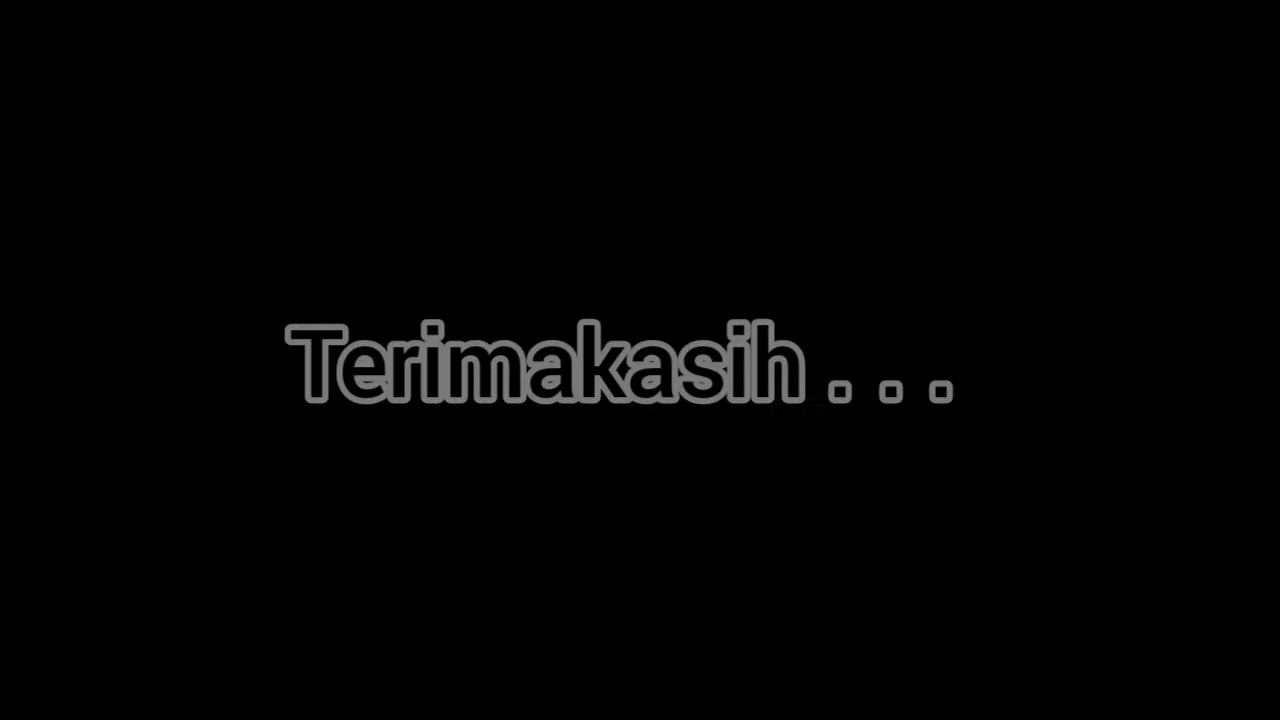 Terimakasih . . .